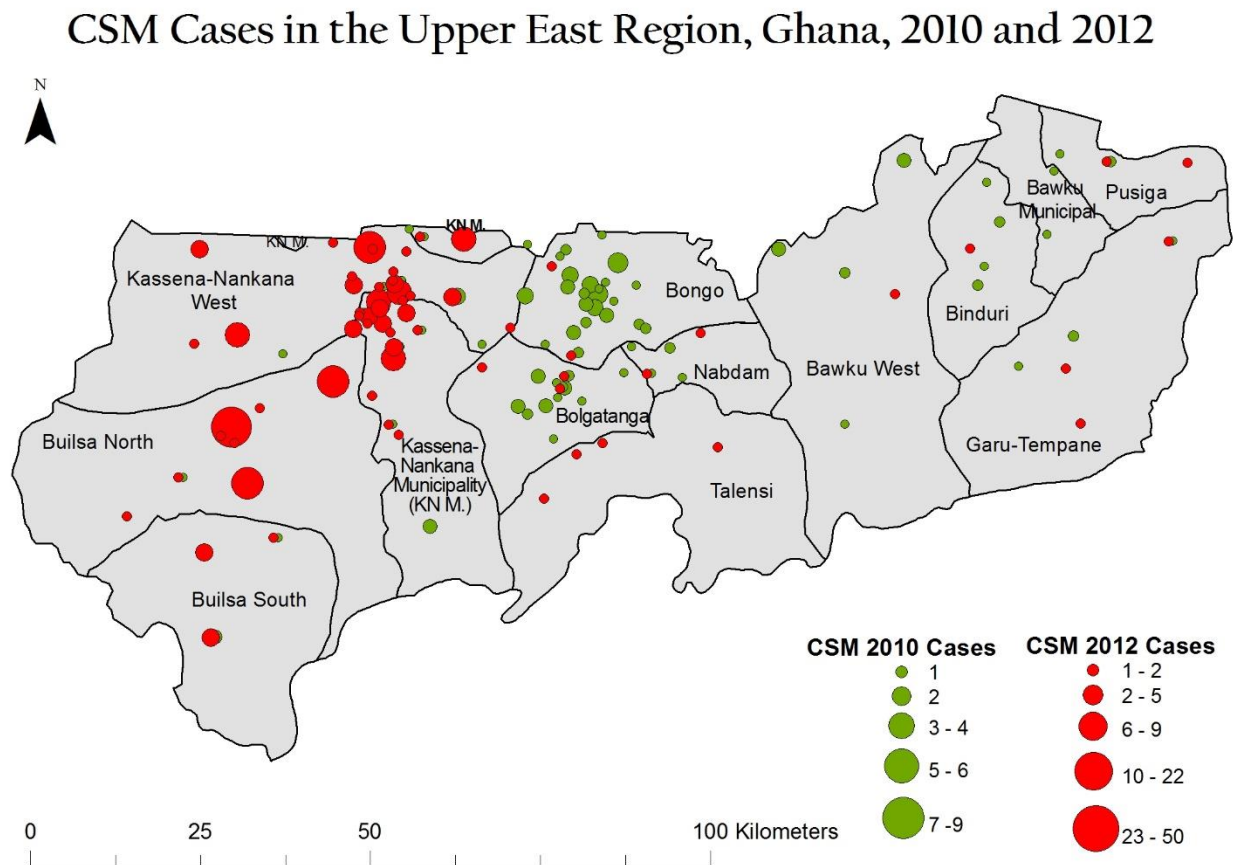 CSM Cases in the Upper East Region, Ghana, 2010 and 2012
N
KN M.
KN M.
Kassena-Nankana
West
Bongo
Bawku
Municipal
Pusiga
Binduri
Bawku West
Nabdam
Bolgatanga
Builsa North
Kassena-
Nankana
Municipality
(KN M.)
Talensi
Garu-Tempane
Builsa South
CSM 2010 Cases
1
2
3 - 4
5 - 6
7 -9
CSM 2012 Cases
1 - 2
2 - 5
6 - 9
10 - 22
23 - 50
0
25
50
100 Kilometers